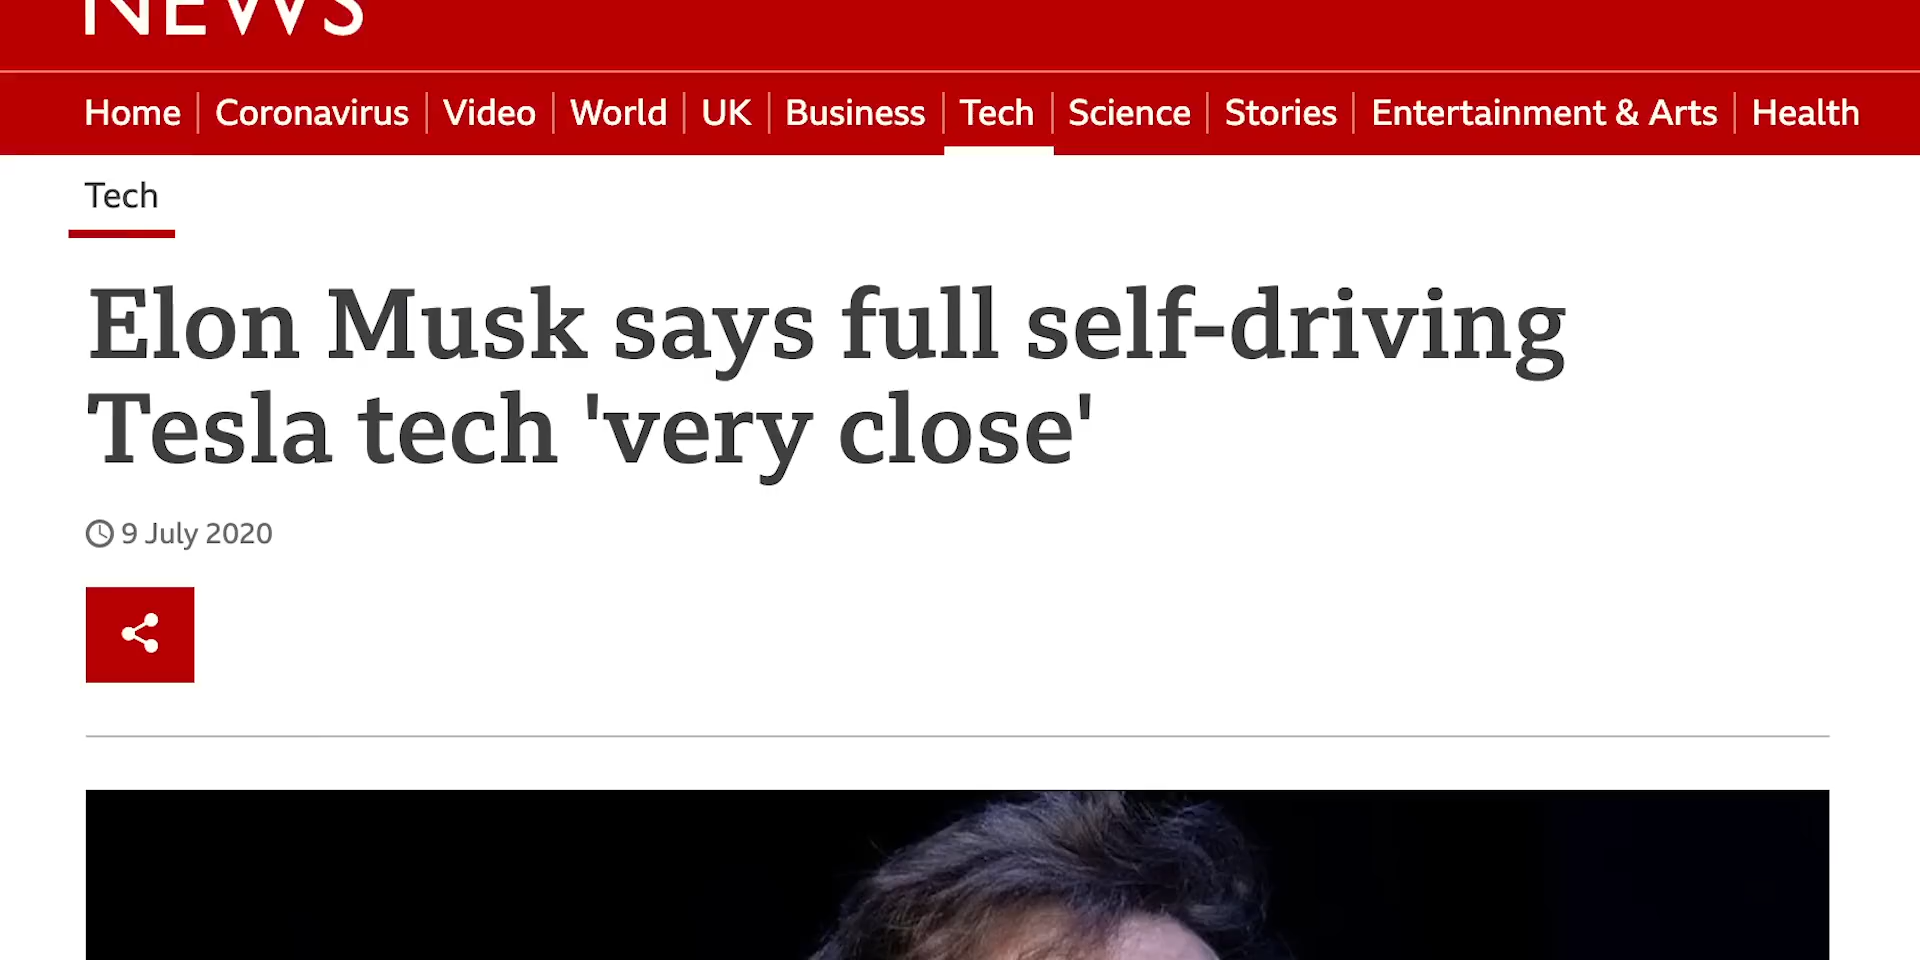 NEWS
Home Coronavirus Video World UK Business Tech Science Stories Entertainment & Arts Health
Tech
Elon Musk says full self-driving
Tesla tech 'very close'
9 July 2020